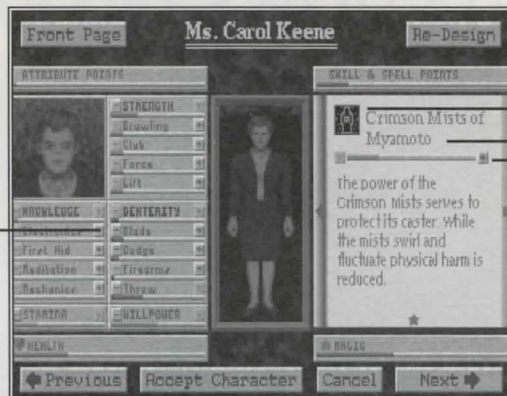 Front Page
Ms. Carol Keene
Re-Design
ATTRIBUTE POINTS
SKILL & SPELL POINTS
STRENGTH
Brawling
Club
Force
Lift
KNOWLEDGE
Electronics
First Aid
Meditation
Mechanics
DEXTERITY
Blade
Dodge
Firearms
Throw
STAMINA
WILLPOWER
HEALTH
Crimson Mists of
Myamoto
The power of the
Crimson Mists serves to
protect its caster. While
the mists swirl and
fluctuate physical harm is
reduced.
MAGIC
Previous
Accept Character
Cancel
Next